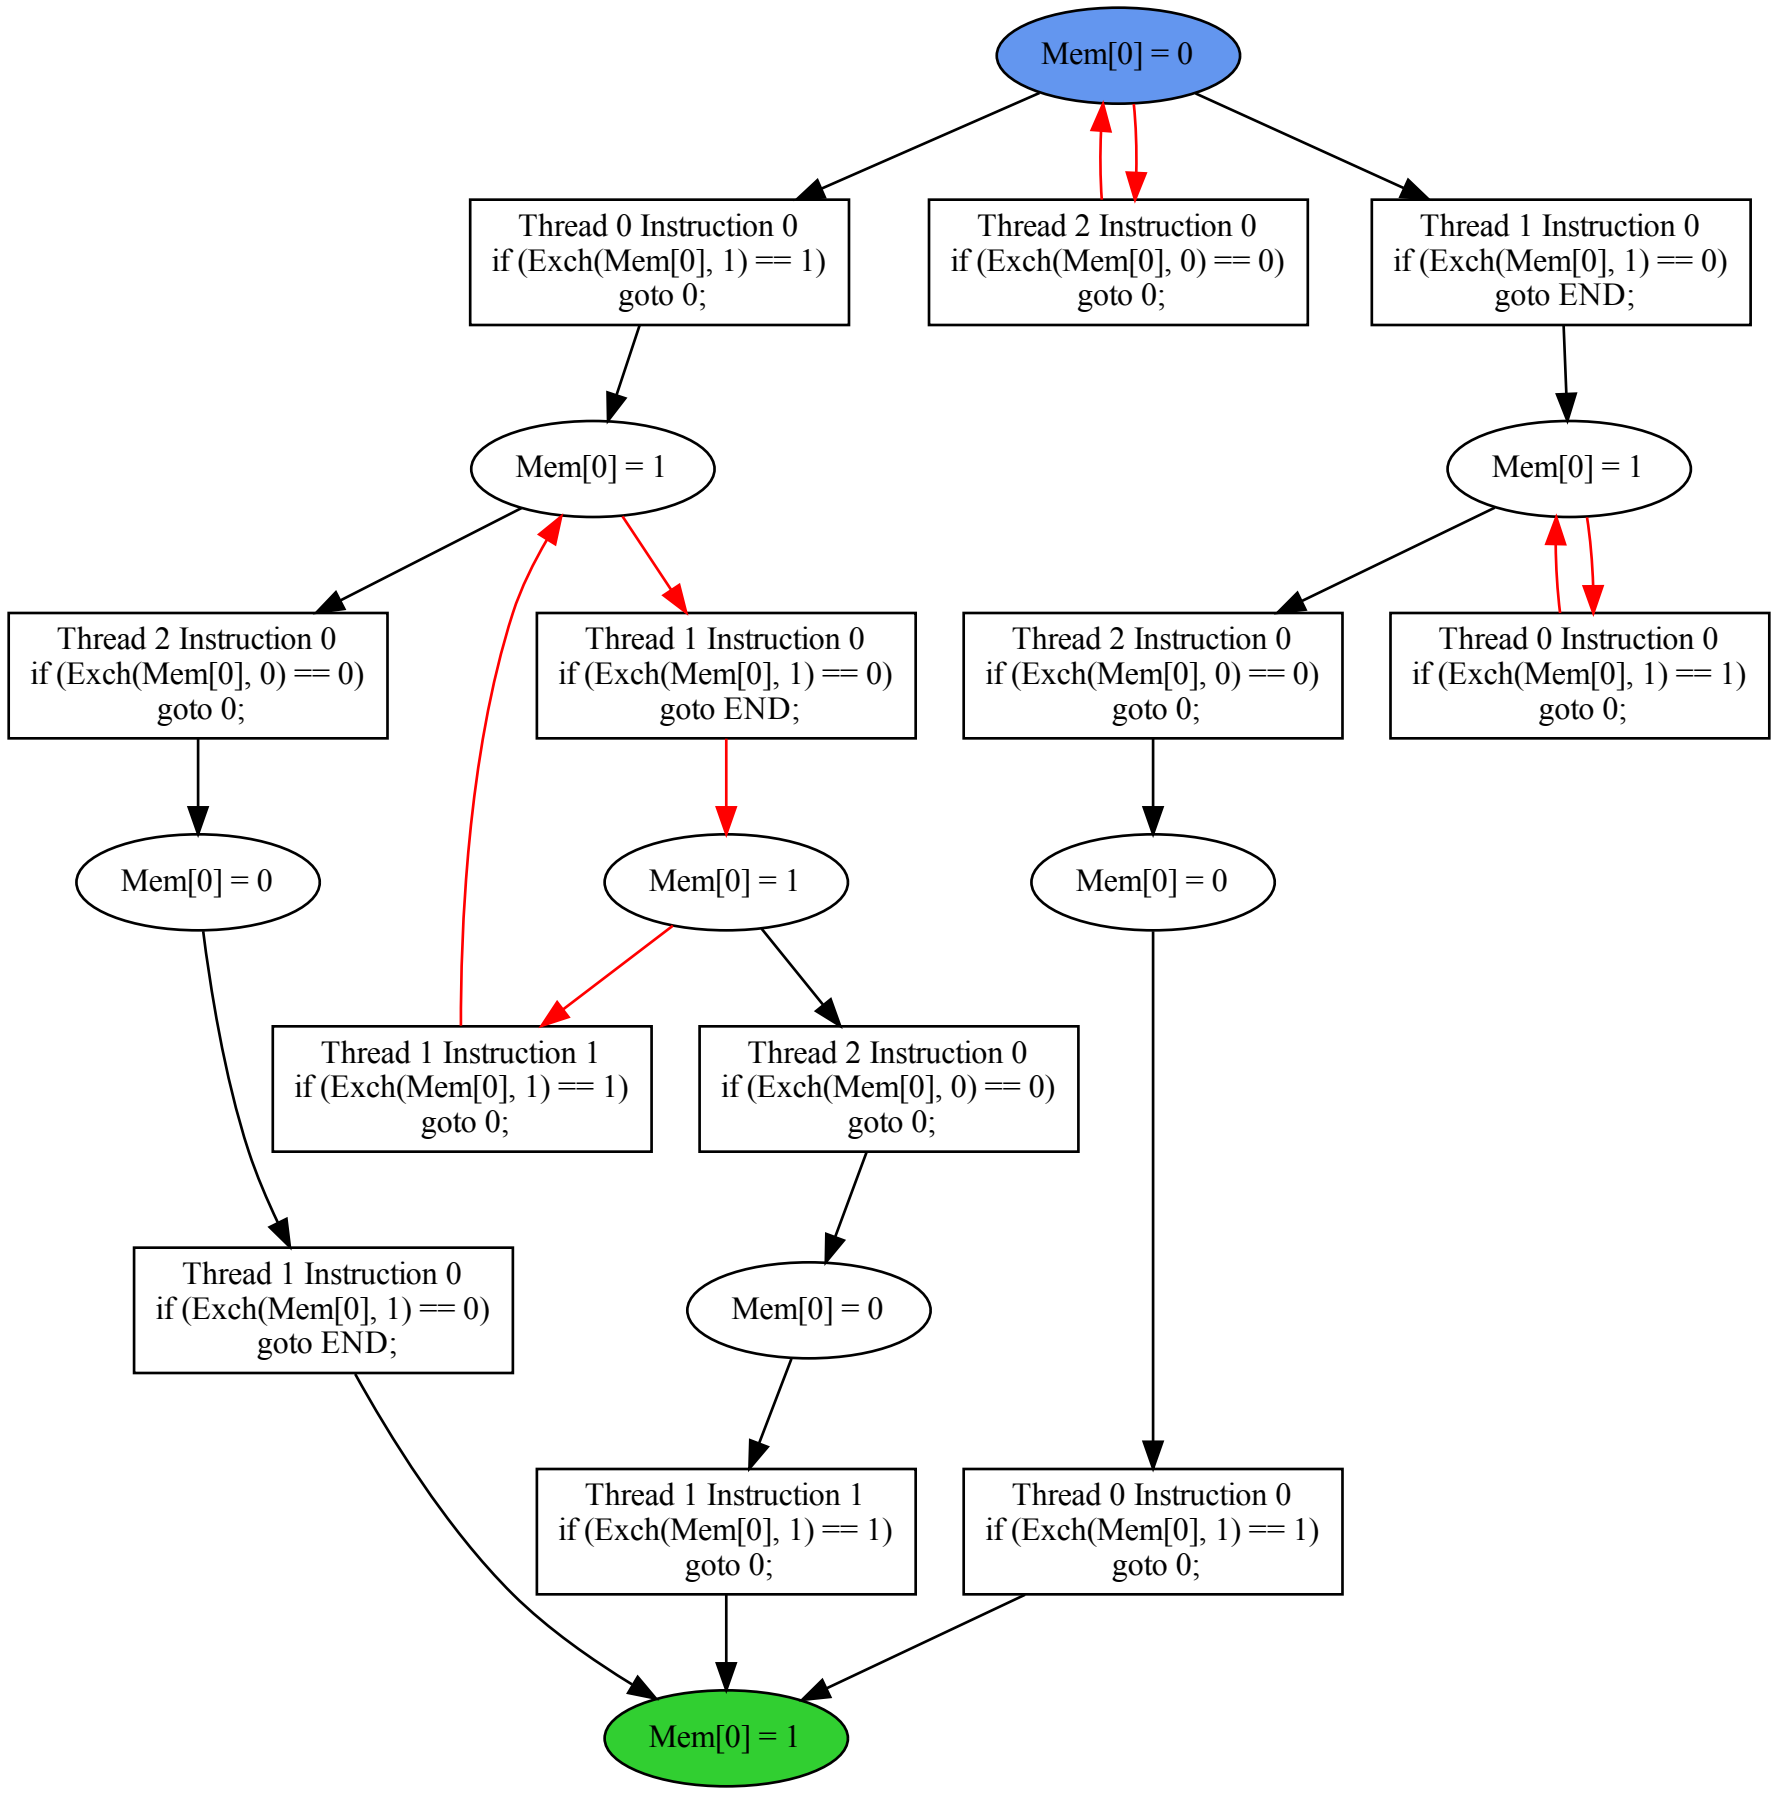 Mem[0] = 0
Thread 0 Instruction 0
if (Exch(Mem[0], 1) == 1)
goto 0;
Thread 2 Instruction 0
if (Exch(Mem[0], 0) == 0)
goto 0;
Thread 1 Instruction 0
if (Exch(Mem[0], 1) == 0)
goto END;
Mem[0] = 1
Mem[0] = 1
Thread 2 Instruction 0
if (Exch(Mem[0], 0) == 0)
goto 0;
Thread 1 Instruction 0
if (Exch(Mem[0], 1) == 0)
goto END;
Thread 2 Instruction 0
if (Exch(Mem[0], 0) == 0)
goto 0;
Thread 0 Instruction 0
if (Exch(Mem[0], 1) == 1)
goto 0;
Mem[0] = 0
Mem[0] = 1
Mem[0] = 0
Thread 1 Instruction 1
if (Exch(Mem[0], 1) == 1)
goto 0;
Thread 2 Instruction 0
if (Exch(Mem[0], 0) == 0)
goto 0;
Thread 1 Instruction 0
if (Exch(Mem[0], 1) == 0)
goto END;
Mem[0] = 0
Thread 1 Instruction 1
if (Exch(Mem[0], 1) == 1)
goto 0;
Thread 0 Instruction 0
if (Exch(Mem[0], 1) == 1)
goto 0;
Mem[0] = 1